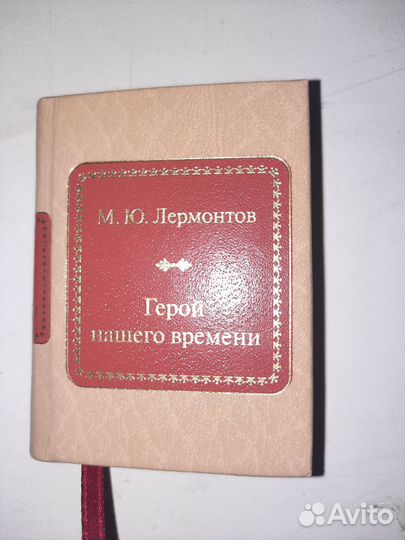 М. Ю. Лермонтов
Герой
нашего времени
Avito